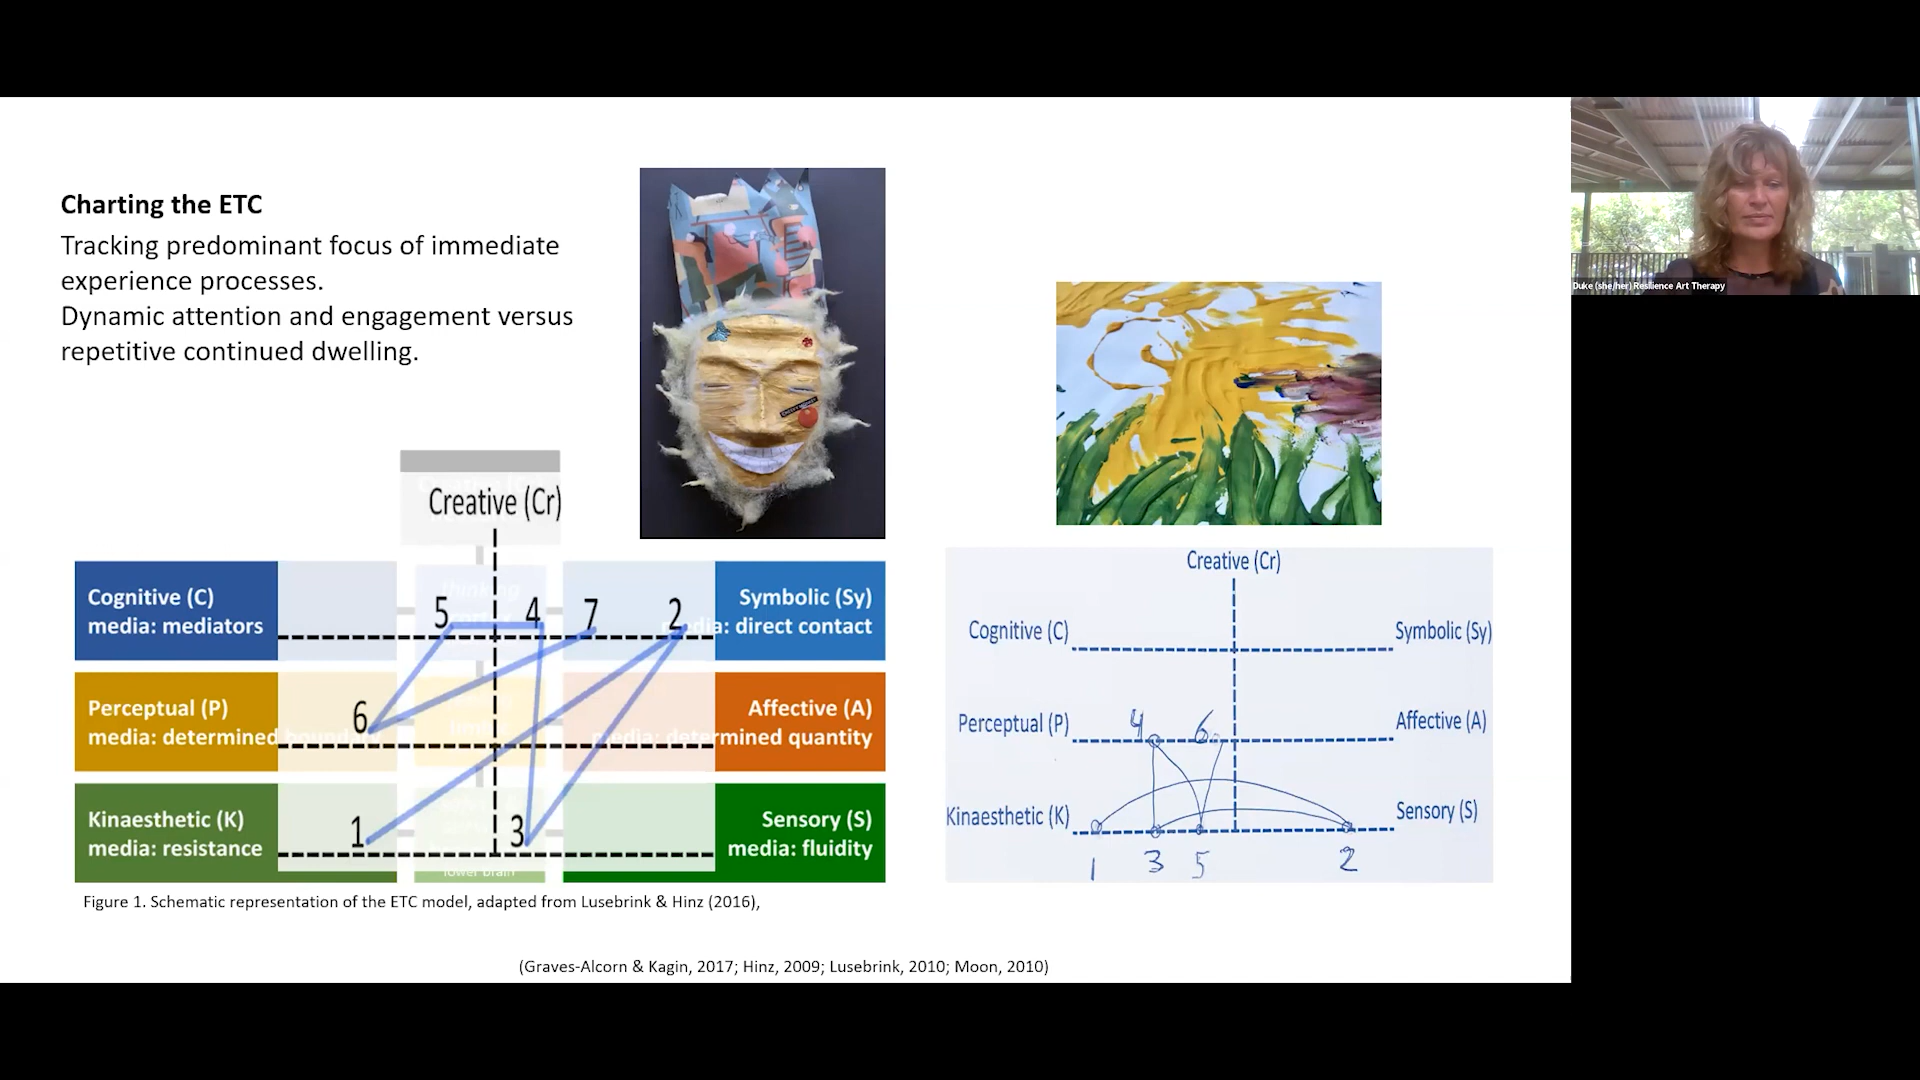 Charting the ETC
Tracking predominant focus of immediate
experience processes.
Dynamic attention and engagement versus
repetitive continued dwelling.
Creative (Cr)
Cognitive (C)
media: mediators
5
4
7
2
Symbolic (Sy)
media: direct contact
Perceptual (P)
media: determined boundary
6
Affective (A)
media: determined quantity
Kinaesthetic (K)
media: resistance
1
3
Sensory (S)
media: fluidity
lower brain
Figure 1. Schematic representation of the ETC model, adapted from Lusebrink & Hinz (2016),
Creative (Cr)
Cognitive (C)
Symbolic (Sy)
Perceptual (P)
4
6
Affective (A)
Kinaesthetic (K)
Sensory (S)
1
3
5
2
(Graves-Alcorn & Kagin, 2017; Hinz, 2009; Lusebrink, 2010; Moon, 2010)
Duke (she/her) Resilience Art Therapy